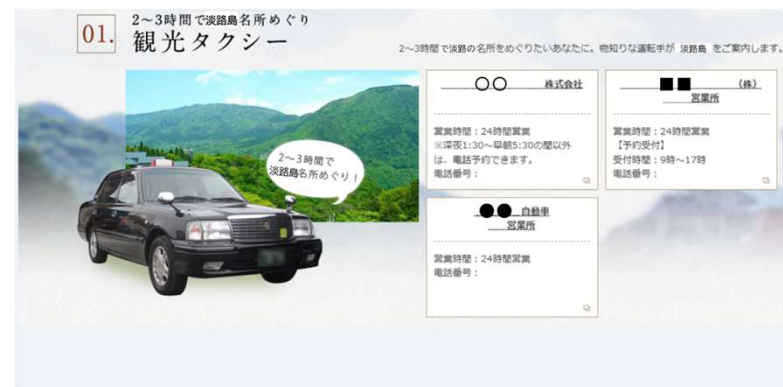 01.
2～3時間で淡路島名所めぐり
観光タクシー
2～3時間で淡路の名所をめぐりたいあなたに。物知りな運転手が 淡路島 をご案内します。
2～3時間で
淡路島名所めぐり！
○○ 株式会社
営業時間：24時間営業
※深夜1:30～早朝5:30の間以外
は、電話予約できます。
電話番号：
■■ (株)
営業所
営業時間：24時間営業
【予約受付】
受付時間：9時～17時
電話番号：
●● 自動車
営業所
営業時間：24時間営業
電話番号：